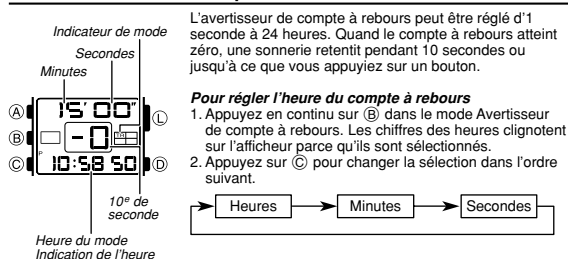 Indicateur de mode
Secondes
Minutes
A
B
C
L
D
15'00"
-0
P
10:58 50
10e de
seconde
Heure du mode
Indication de l'heure
L'avertisseur de compte à rebours peut être réglé d'1
seconde à 24 heures. Quand le compte à rebours atteint
zéro, une sonnerie retentit pendant 10 secondes ou
jusqu'à ce que vous appuyiez sur un bouton.
Pour régler l'heure du compte à rebours
1. Appuyez en continu sur Ⓑ dans le mode Avertisseur
de compte à rebours. Les chiffres des heures clignotent
sur l'afficheur parce qu'ils sont sélectionnés.
2. Appuyez sur Ⓒ pour changer la sélection dans l'ordre
suivant.
Heures
Minutes
Secondes